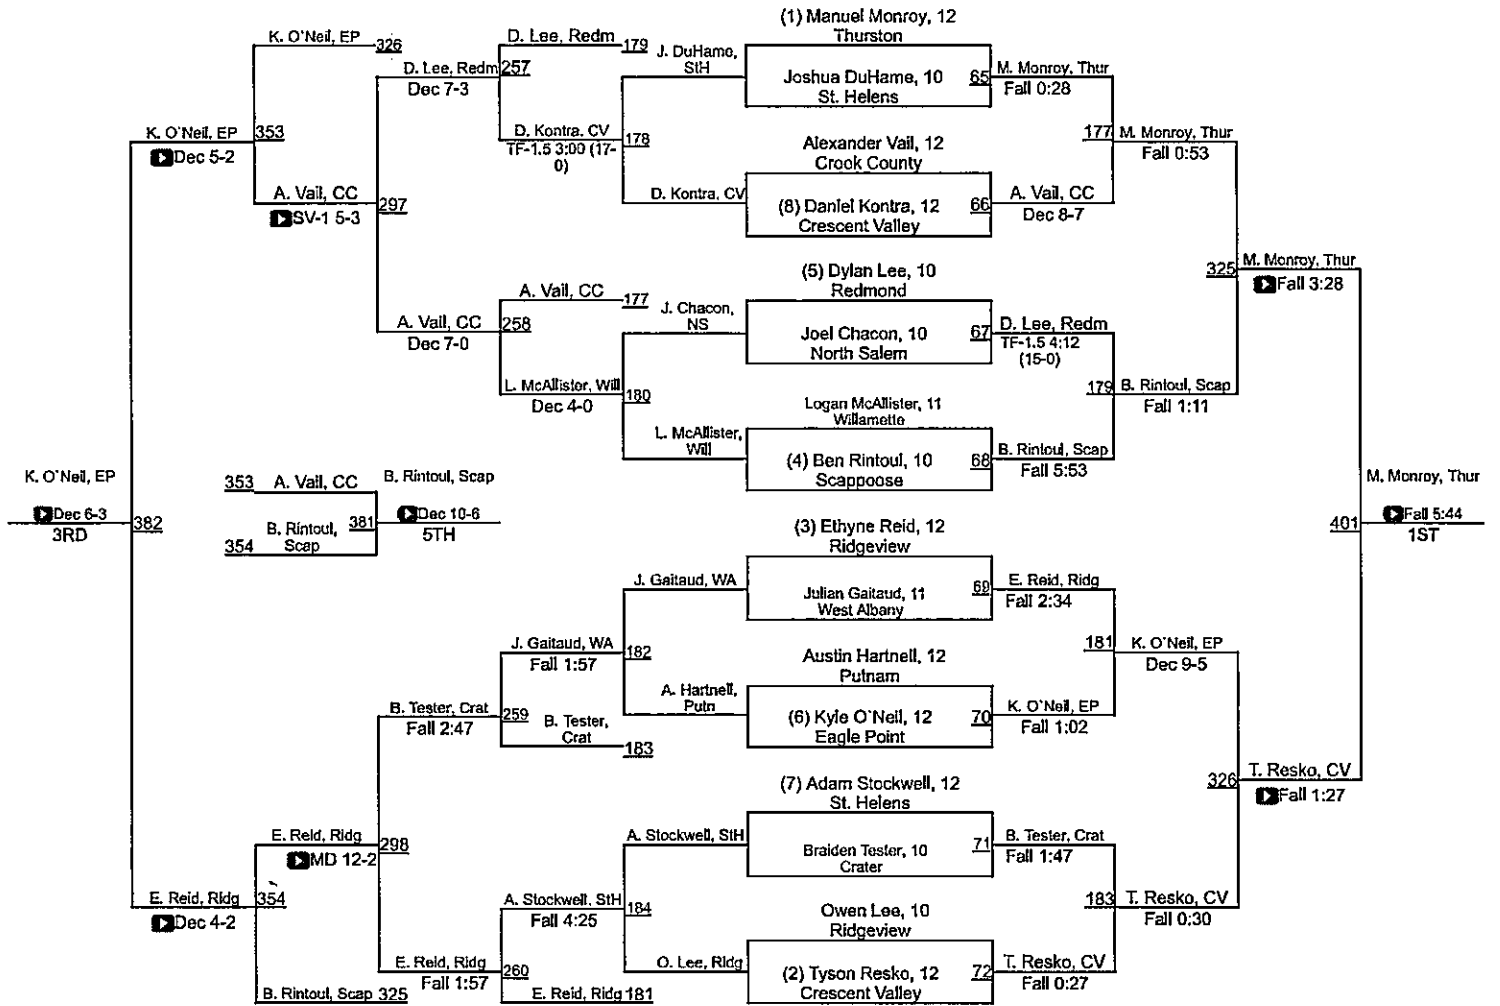 (1) Manuel Monroy, 12
Thurston
Joshua DuHame, 10
St. Helens
65
Alexander Vail, 12
Crook County
(8) Daniel Kontra, 12
Crescent Valley
66
(5) Dylan Lee, 10
Redmond
Joel Chacon, 10
North Salem
67
Logan McAllister, 11
Willamette
(4) Ben Rintoul, 10
Scappoose
68
(3) Ethyne Reid, 12
Ridgeview
Julian Gaitaud, 11
West Albany
69
Austin Hartnell, 12
Putnam
(6) Kyle O'Neil, 12
Eagle Point
70
(7) Adam Stockwell, 12
St. Helens
Braiden Tester, 10
Crater
71
Owen Lee, 10
Ridgeview
(2) Tyson Resko, 12
Crescent Valley
72
M. Monroy, Thur
Fall 0:28
177
A. Vail, CC
Dec 8-7
D. Lee, Redm
TF-1.5 4:12
(15-0)
179
B. Rintoul, Scap
Fall 5:53
E. Reid, Ridg
Fall 2:34
181
K. O'Neil, EP
Fall 1:02
B. Tester, Crat
Fall 1:47
183
T. Resko, CV
Fall 0:27
M. Monroy, Thur
Fall 0:53
325
B. Rintoul, Scap
Fall 1:11
K. O'Neil, EP
Dec 9-5
326
T. Resko, CV
Fall 0:30
M. Monroy, Thur
Fall 3:28
401
T. Resko, CV
Fall 1:27
M. Monroy, Thur
Fall 5:44
1ST
J. DuHame,
StH
178
D. Kontra, CV
J. Chacon,
NS
180
L. McAllister,
Will
J. Gaitaud, WA
182
A. Hartnell,
Putn
A. Stockwell, StH
184
O. Lee, Ridg
D. Lee, Redm
179
257
D. Kontra, CV
TF-1.5 3:00 (17-
0)
A. Vail, CC
177
258
L. McAllister, Will
Dec 4-0
J. Gaitaud, WA
Fall 1:57
259
B. Tester,
Crat
183
A. Stockwell, StH
Fall 4:25
260
E. Reid, Ridg 181
D. Lee, Redm
Dec 7-3
297
A. Vail, CC
Dec 7-0
B. Tester, Crat
Fall 2:47
298
E. Reid, Ridg
Fall 1:57
K. O'Neil, EP
326
353
A. Vail, CC
SV-1 5-3
E. Reid, Ridg
MD 12-2
354
B. Rintoul, Scap 325
K. O'Neil, EP
Dec 5-2
382
E. Reid, Ridg
Dec 4-2
K. O'Neil, EP
Dec 6-3
3RD
353
A. Vail, CC
381
354
B. Rintoul,
Scap
B. Rintoul, Scap
Dec 10-6
5TH